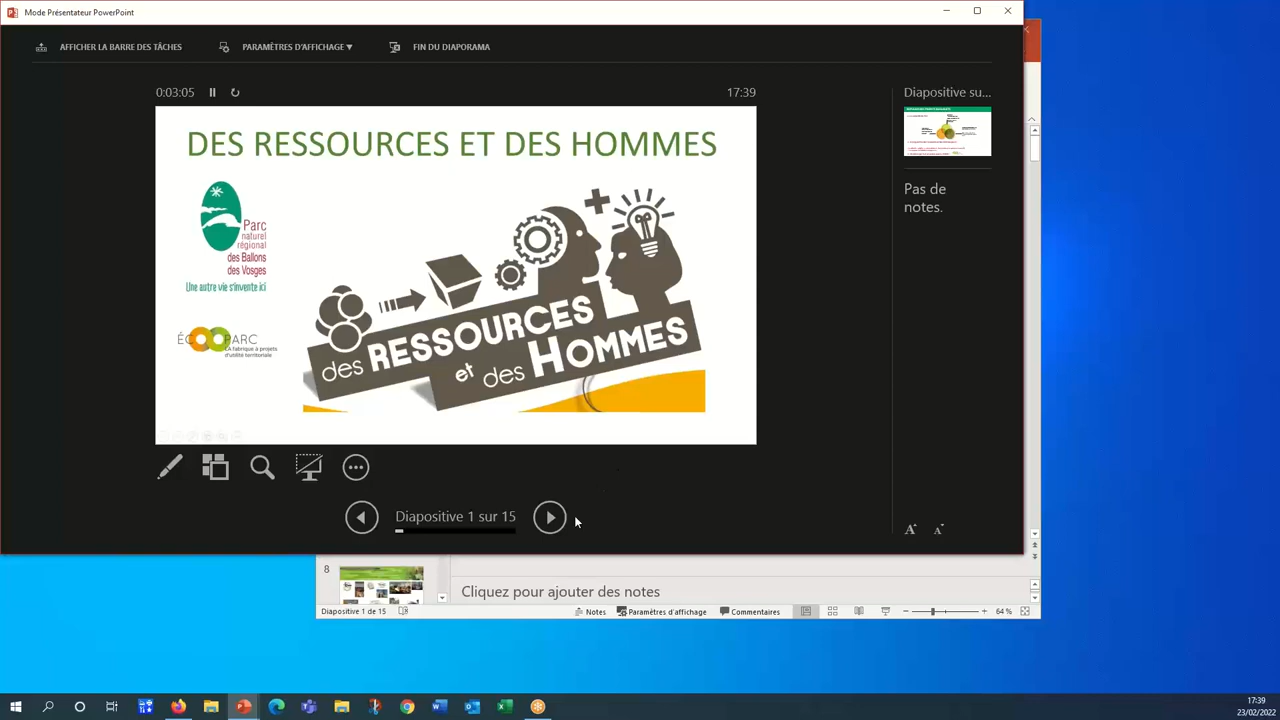 Mode Présentateur PowerPoint
AFFICHER LA BARRE DES TÂCHES
PARAMÈTRES D'AFFICHAGE ▼
FIN DU DIAPORAMA
0:03:05
17:39
Diapositive su...
DES RESSOURCES ET DES HOMMES
Parc
naturel
régional
des Ballons
des Vosges
Une autre vie s'invente ici
ÉCOOPARC
LA fabrique à projets
d'utilité territoriale
des RESSOURCES
et des HOMMES
Pas de
notes.
Diapositive 1 sur 15
8
Cliquez pour ajouter des notes
Diapositive 1 de 15
Notes
Paramètres d'affichage
Commentaires
64 %
17:39
23/02/2022